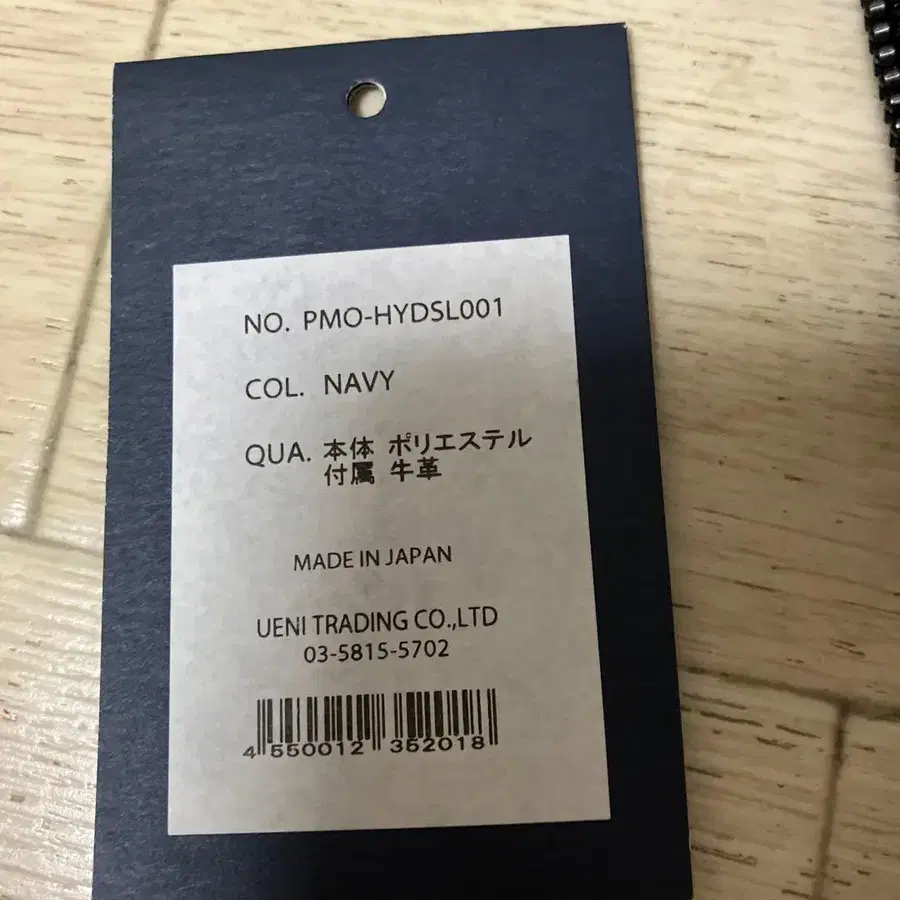 NO. PMO-HYDSL001
COL. NAVY
QUA. 本体 ポリエステル
付属 牛革
MADE IN JAPAN
UENI TRADING CO.,LTD
03-5815-5702
4 550012 352018